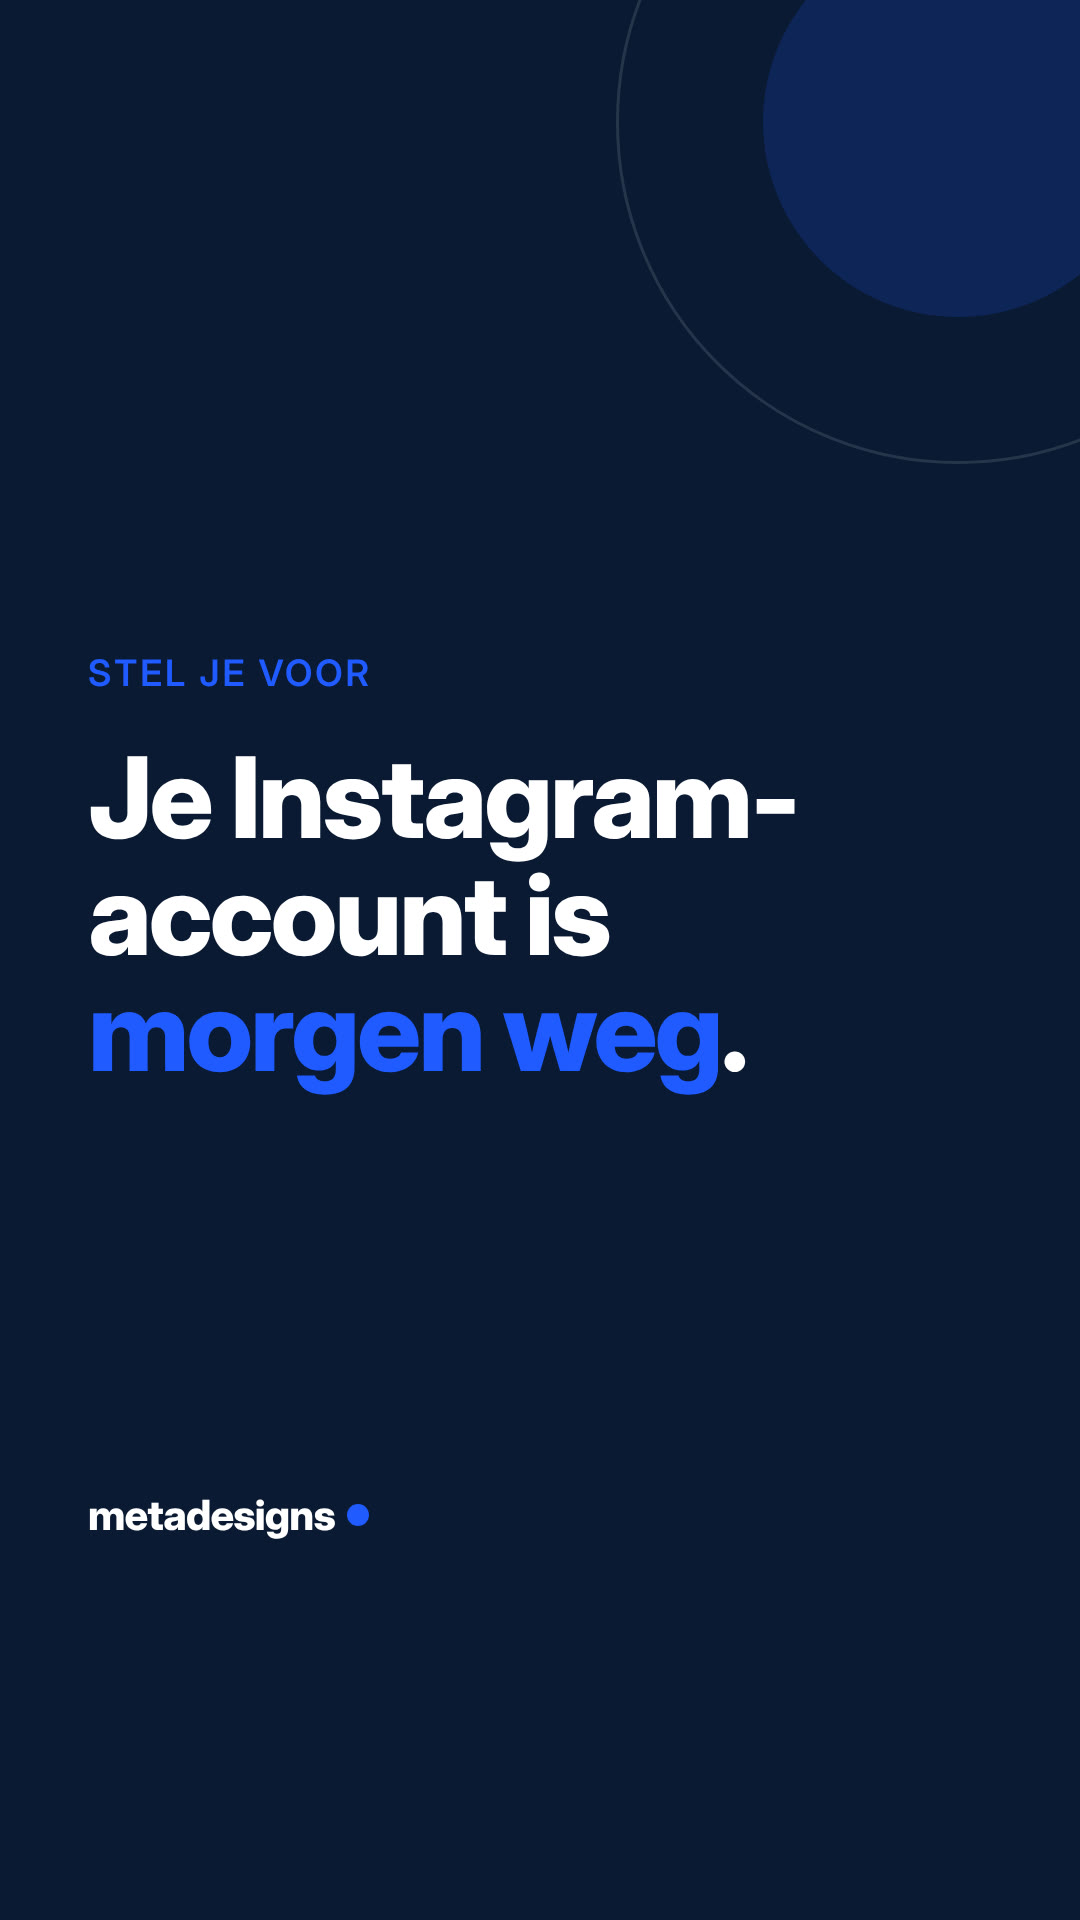 STEL JE VOOR
Je Instagram-
account is
morgen weg.
metadesigns